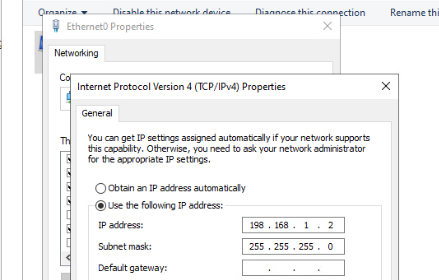 Organize Disable this network device Diagnose this connection Rename this
Ethernet0 Properties
Networking
Co
Internet Protocol Version 4 (TCP/IPv4) Properties
General
Th
You can get IP settings assigned automatically if your network supports
this capability. Otherwise, you need to ask your network administrator
for the appropriate IP settings.
Obtain an IP address automatically
Use the following IP address:
IP address: 198 . 168 . 1 . 2
Subnet mask: 255 . 255 . 255 . 0
Default gateway: . . .